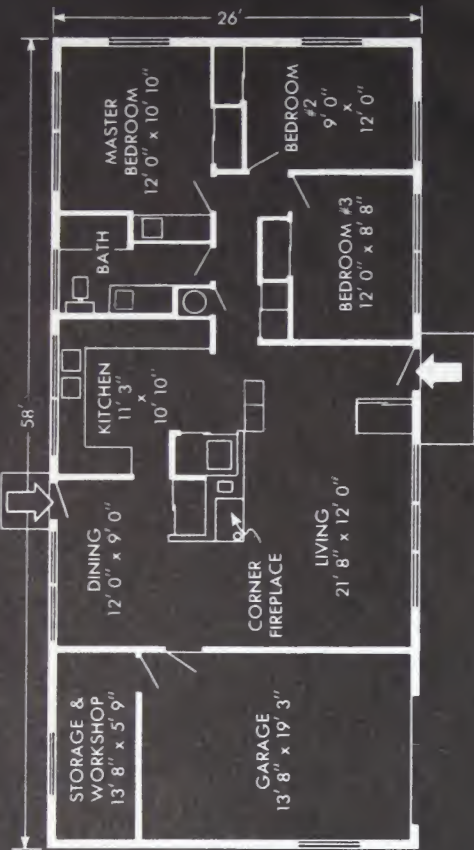 26'
58'
MASTER
BEDROOM
12' 0" x 10' 10"
BEDROOM
#2
9' 0"
x
12' 0"
BATH
BEDROOM #3
12' 0" x 8' 8"
KITCHEN
11' 3"
x
10' 10"
DINING
12' 0" x 9' 0"
LIVING
21' 8" x 12' 0"
CORNER
FIREPLACE
STORAGE &
WORKSHOP
13' 8" x 5' 9"
GARAGE
13' 8" x 19' 3"